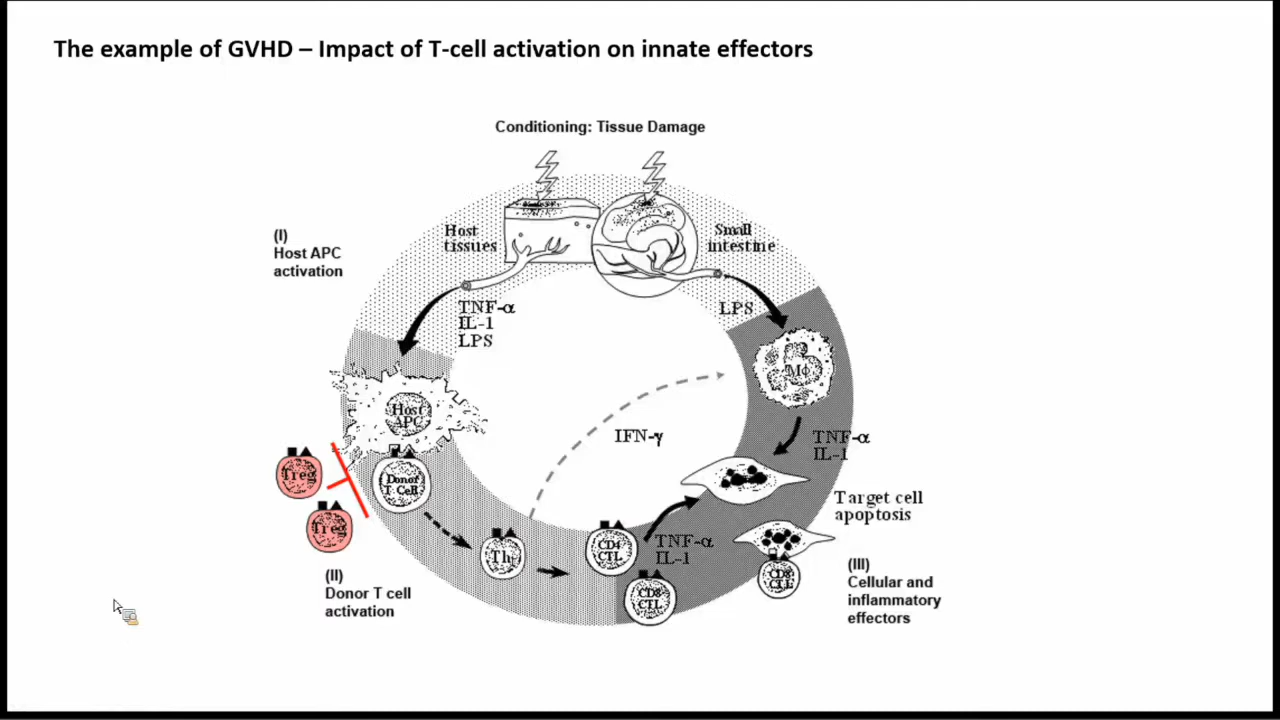 The example of GVHD – Impact of T-cell activation on innate effectors
Conditioning: Tissue Damage
(I)
Host APC
activation
Host
tissues
Small
intestine
TNF-α
IL-1
LPS
LPS
Mϕ
Host
APC
IFN-γ
TNF-α
IL-1
Treg
Donor
T Cell
Treg
Target cell
apoptosis
Th1
CD4
CTL
TNF-α
IL-1
CD8
CTL
CD8
CTL
(II)
Donor T cell
activation
(III)
Cellular and
inflammatory
effectors